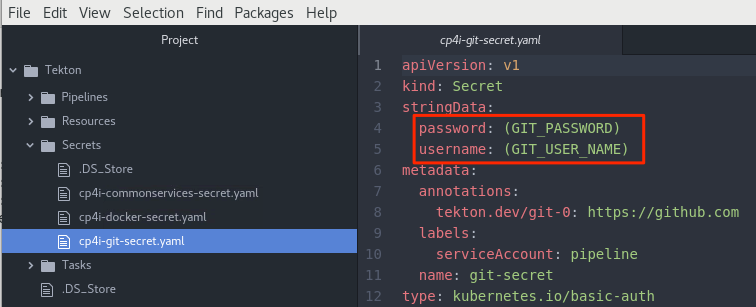 File Edit View Selection Find Packages Help
Project
Tekton
Pipelines
Resources
Secrets
.DS_Store
cp4i-commonservices-secret.yaml
cp4i-docker-secret.yaml
cp4i-git-secret.yaml
Tasks
.DS_Store
cp4i-git-secret.yaml
1 apiVersion: v1
2 kind: Secret
3 stringData:
4 password: (GIT_PASSWORD)
5 username: (GIT_USER_NAME)
6 metadata:
7 annotations:
8 tekton.dev/git-0: https://github.com
9 labels:
10 serviceAccount: pipeline
11 name: git-secret
12 type: kubernetes.io/basic-auth